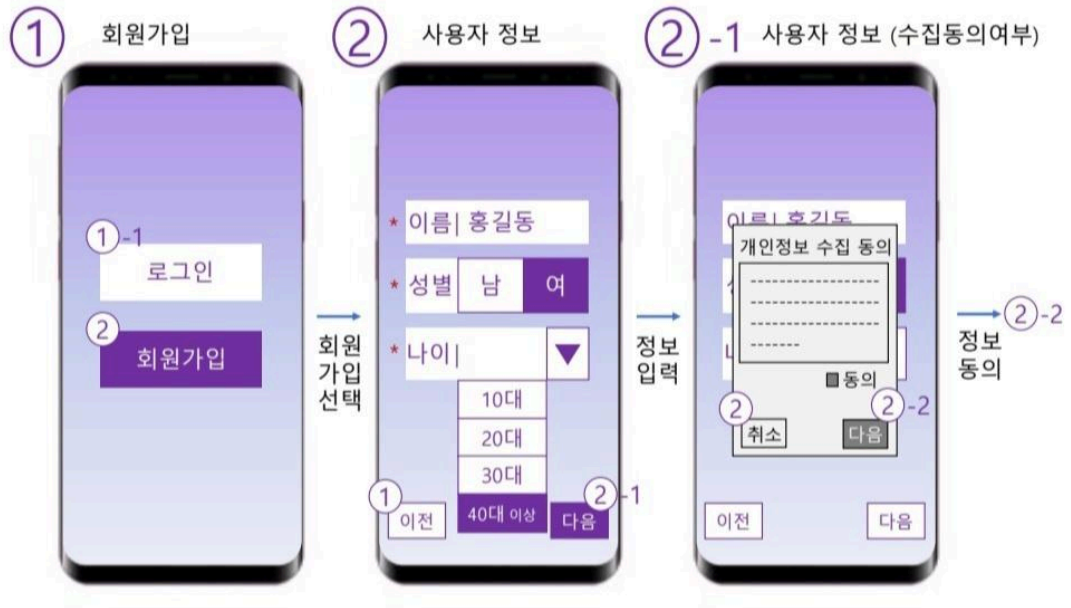 ① 회원가입
①-1
로그인
②
회원가입
회원
가입
선택
② 사용자 정보
* 이름| 홍길동
* 성별 남 여
* 나이|
10대
20대
30대
40대 이상
①
이전
②-1
다음
정보
입력
②-1 사용자 정보 (수집동의여부)
이름| 홍길동
개인정보 수집 동의
동의
②
취소
②-2
다음
이전
다음
②-2
정보
동의